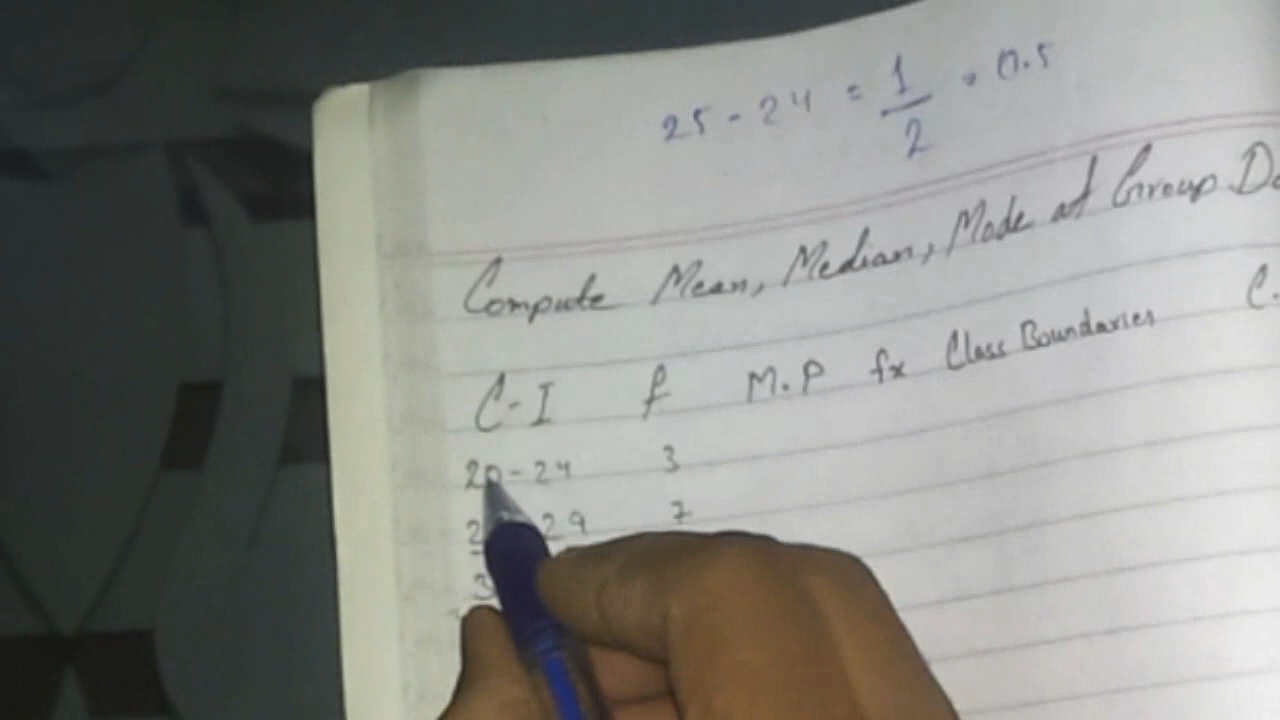 25 - 24 = 1/2 = 0.5
Compute Mean, Median, Mode of Group
C-I f M.P fx Class Boundaries C.
20-24 3
29 7
3